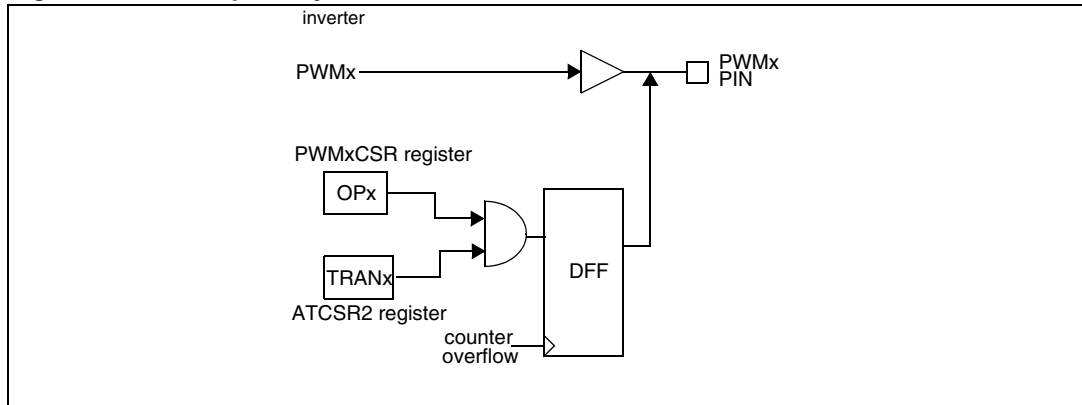 inverter
PWMx
PWMx
PIN
PWMxCSR register
OPx
TRANx
ATCSR2 register
DFF
counter
overflow